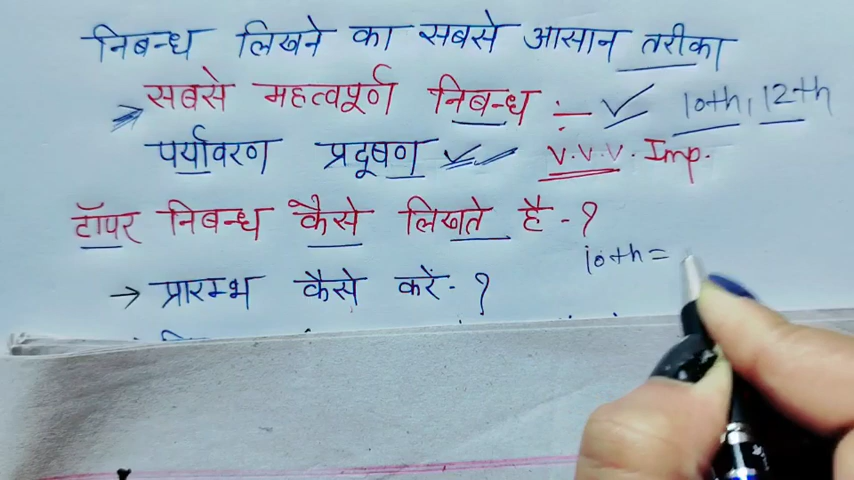 निबन्ध लिखने का सबसे आसान तरीका
सबसे महत्वपूर्ण निबन्ध :- ✓ 10th, 12th
पर्यावरण प्रदूषण ✓✓ V.V.V. Imp.
टॉपर निबन्ध कैसे लिखते है - ?
10th =
→ प्रारम्भ कैसे करें - ?